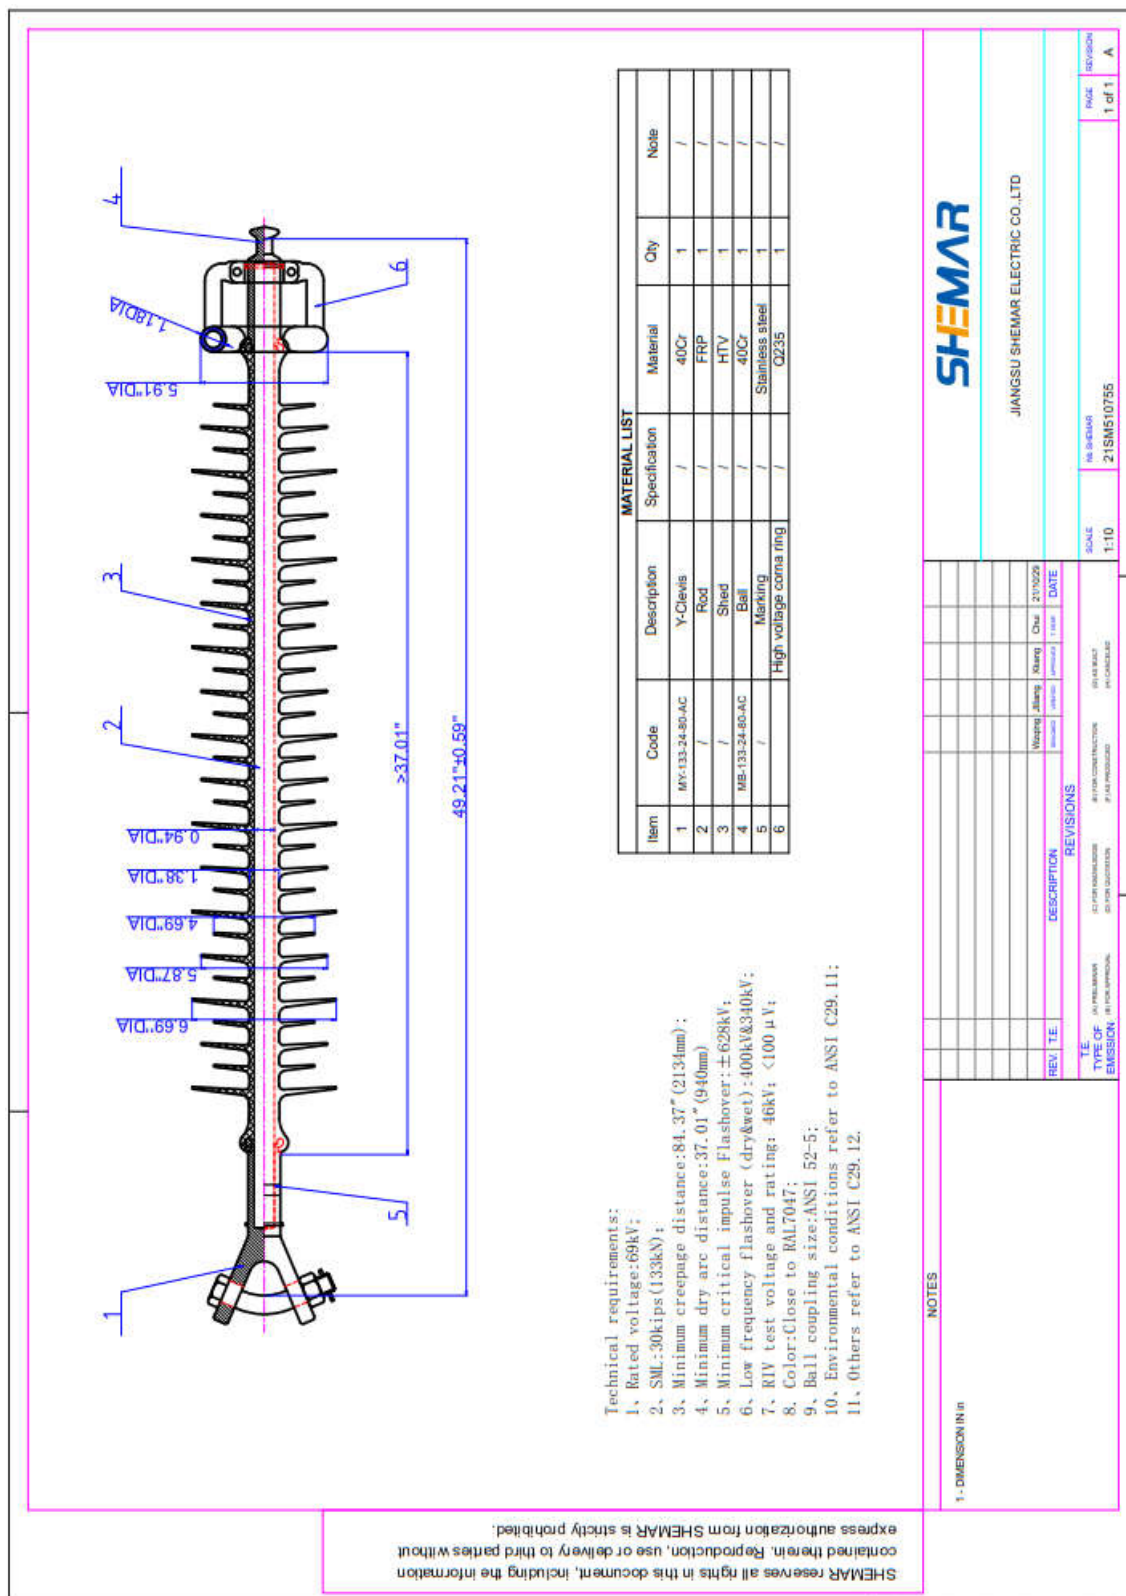 4
1.18DIA
5.91"DIA
6
3
2
0.94"DIA
1.38"DIA
4.69"DIA
5.87"DIA
6.69"DIA
>37.01"
49.21"±0.59"
5
1
Technical requirements:
1、Rated voltage:69kV;
2、SML:30kips(133kN);
3、Minimum creepage distance:84.37"(2134mm);
4、Minimum dry arc distance:37.01"(940mm)
5、Minimum critical impulse Flashover:±628kV;
6、Low frequency flashover (dry&wet):400kV&340kV;
7、RIV test voltage and rating: 46kV; <100μV;
8、Color:Close to RAL7047;
9、Ball coupling size:ANSI 52-5;
10、Environmental conditions refer to ANSI C29.11;
11、Others refer to ANSI C29.12.
MATERIAL LIST
Item Code Description Specification Material Qty Note
1 MY-133-24-80-AC Y-Clevis / 40Cr 1 /
2 / Rod / FRP 1 /
3 / Shed / HTV 1 /
4 MB-133-24-80-AC Ball / 40Cr 1 /
5 / Marking / Stainless steel 1 /
6 High voltage corna ring Q235 1 /
NOTES
1 - DIMENSION IN in
REV. T.E. DESCRIPTION DATE
REVISIONS
T.E.
TYPE OF
EMISSION
21/10/29
SHEMAR
JIANGSU SHEMAR ELECTRIC CO.,LTD
SCALE
1:10
Nº SHEMAR
21SM510755
PAGE
1 of 1
REVISION
A
SHEMAR reserves all rights in this document, including the information
contained therein. Reproduction, use or delivery to third parties without
express authorization from SHEMAR is strictly prohibited.